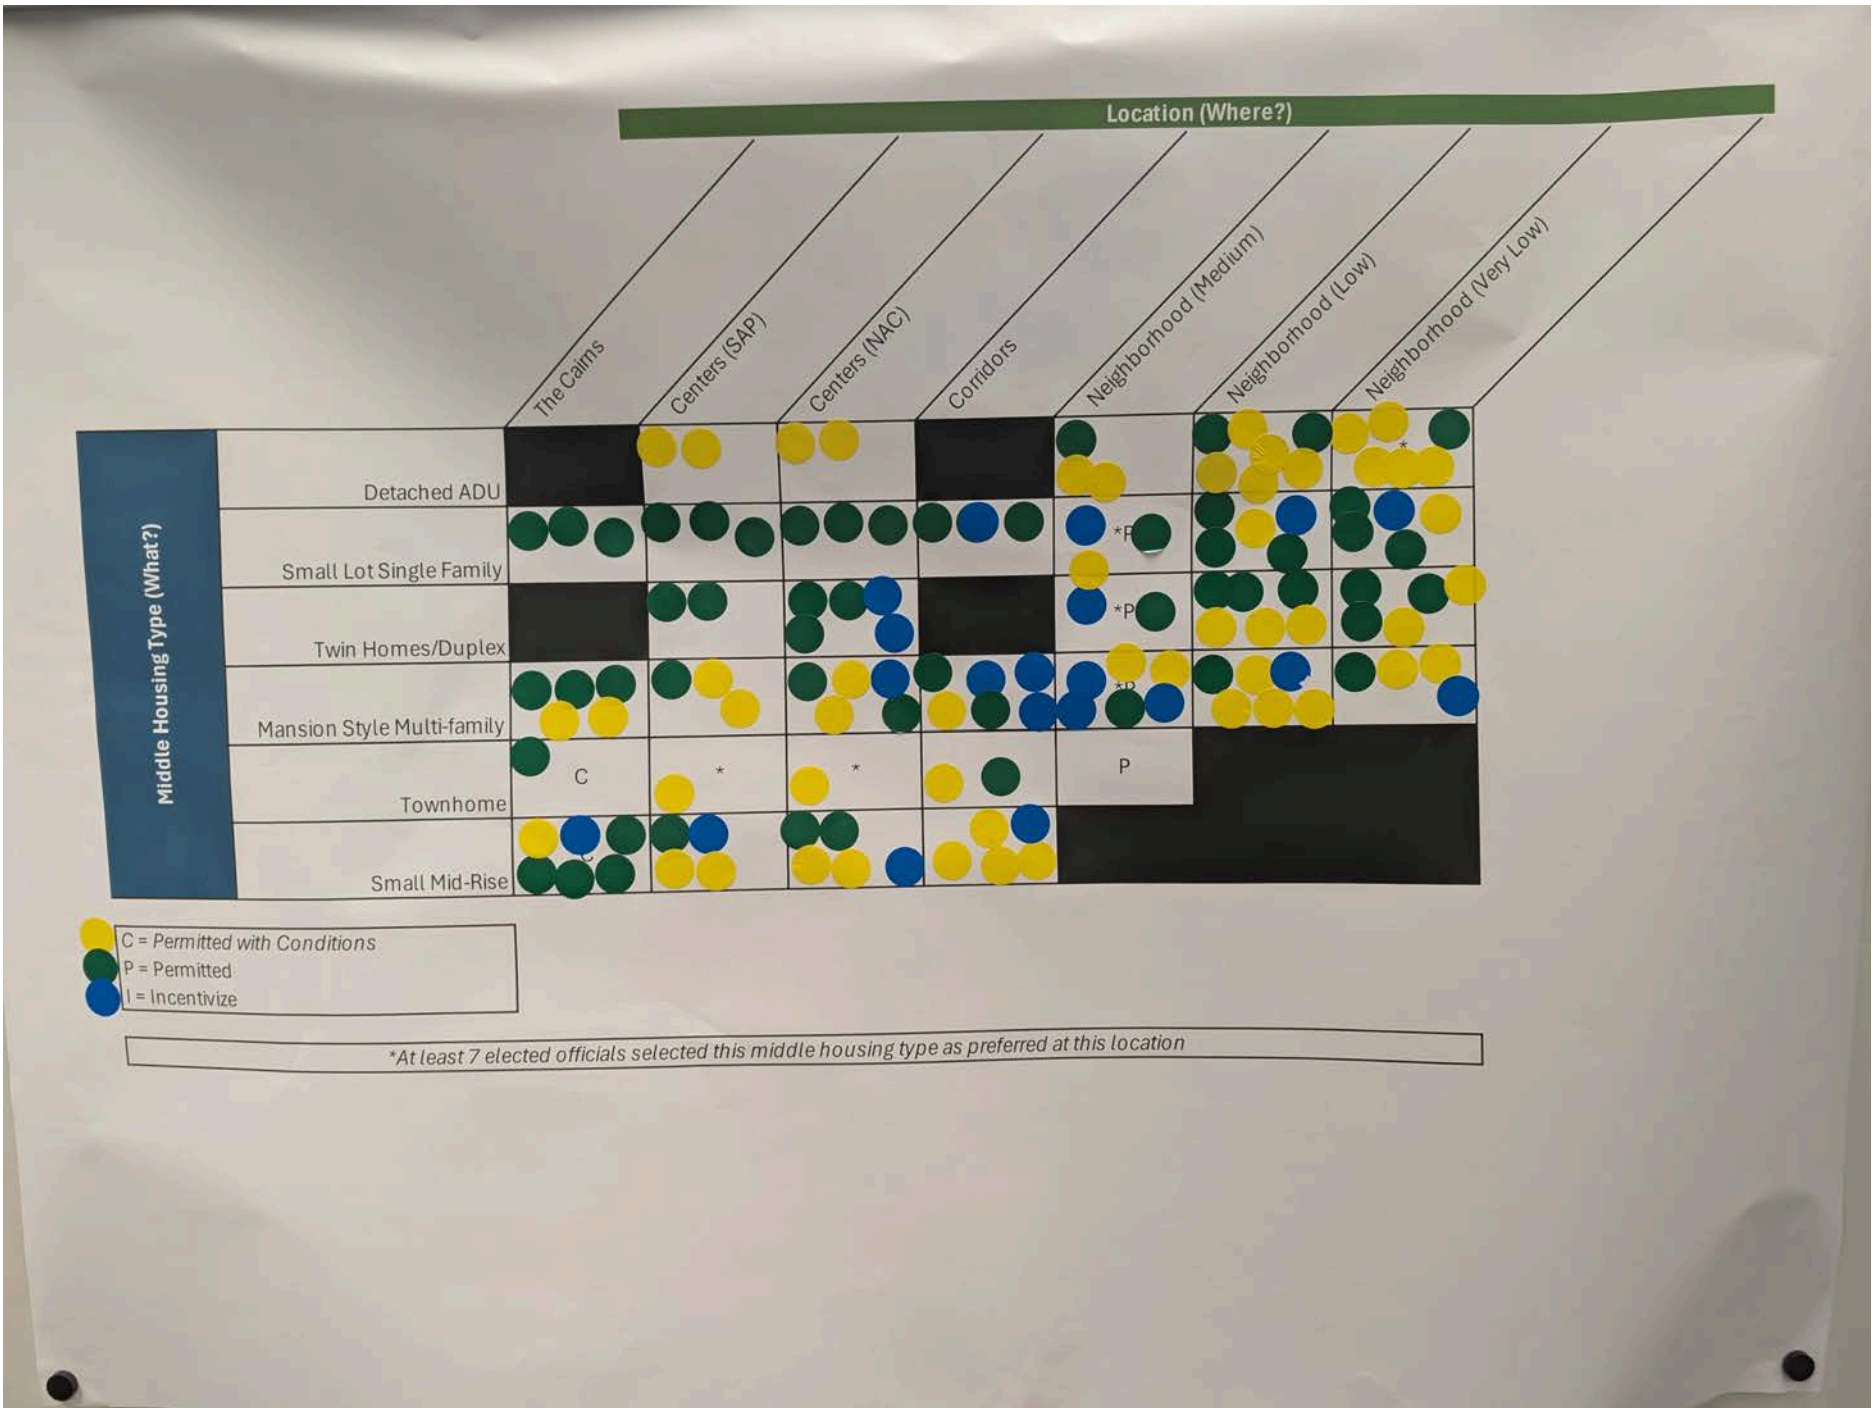 Location (Where?)
The Cairns
Centers (SAP)
Centers (NAC)
Corridors
Neighborhood (Medium)
Neighborhood (Low)
Neighborhood (Very Low)
Middle Housing Type (What?)
Detached ADU
*
Small Lot Single Family
*P
Twin Homes/Duplex
*P
Mansion Style Multi-family
*P
Townhome
C
*
*
P
Small Mid-Rise
C
C = Permitted with Conditions
P = Permitted
I = Incentivize
*At least 7 elected officials selected this middle housing type as preferred at this location